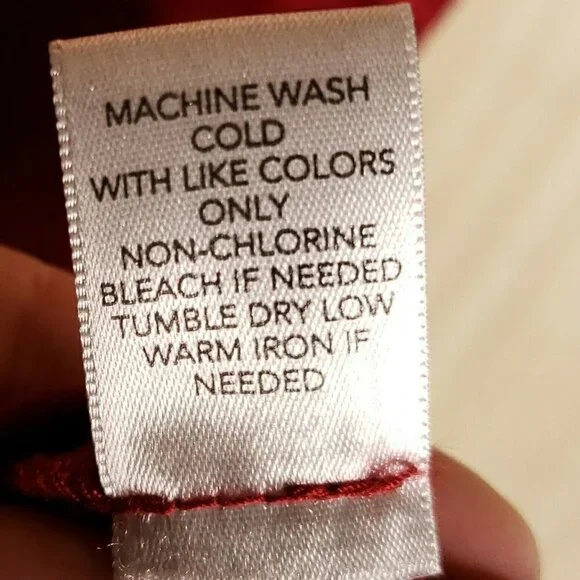 MACHINE WASH
COLD
WITH LIKE COLORS
ONLY
NON-CHLORINE
BLEACH IF NEEDED
TUMBLE DRY LOW
WARM IRON IF
NEEDED